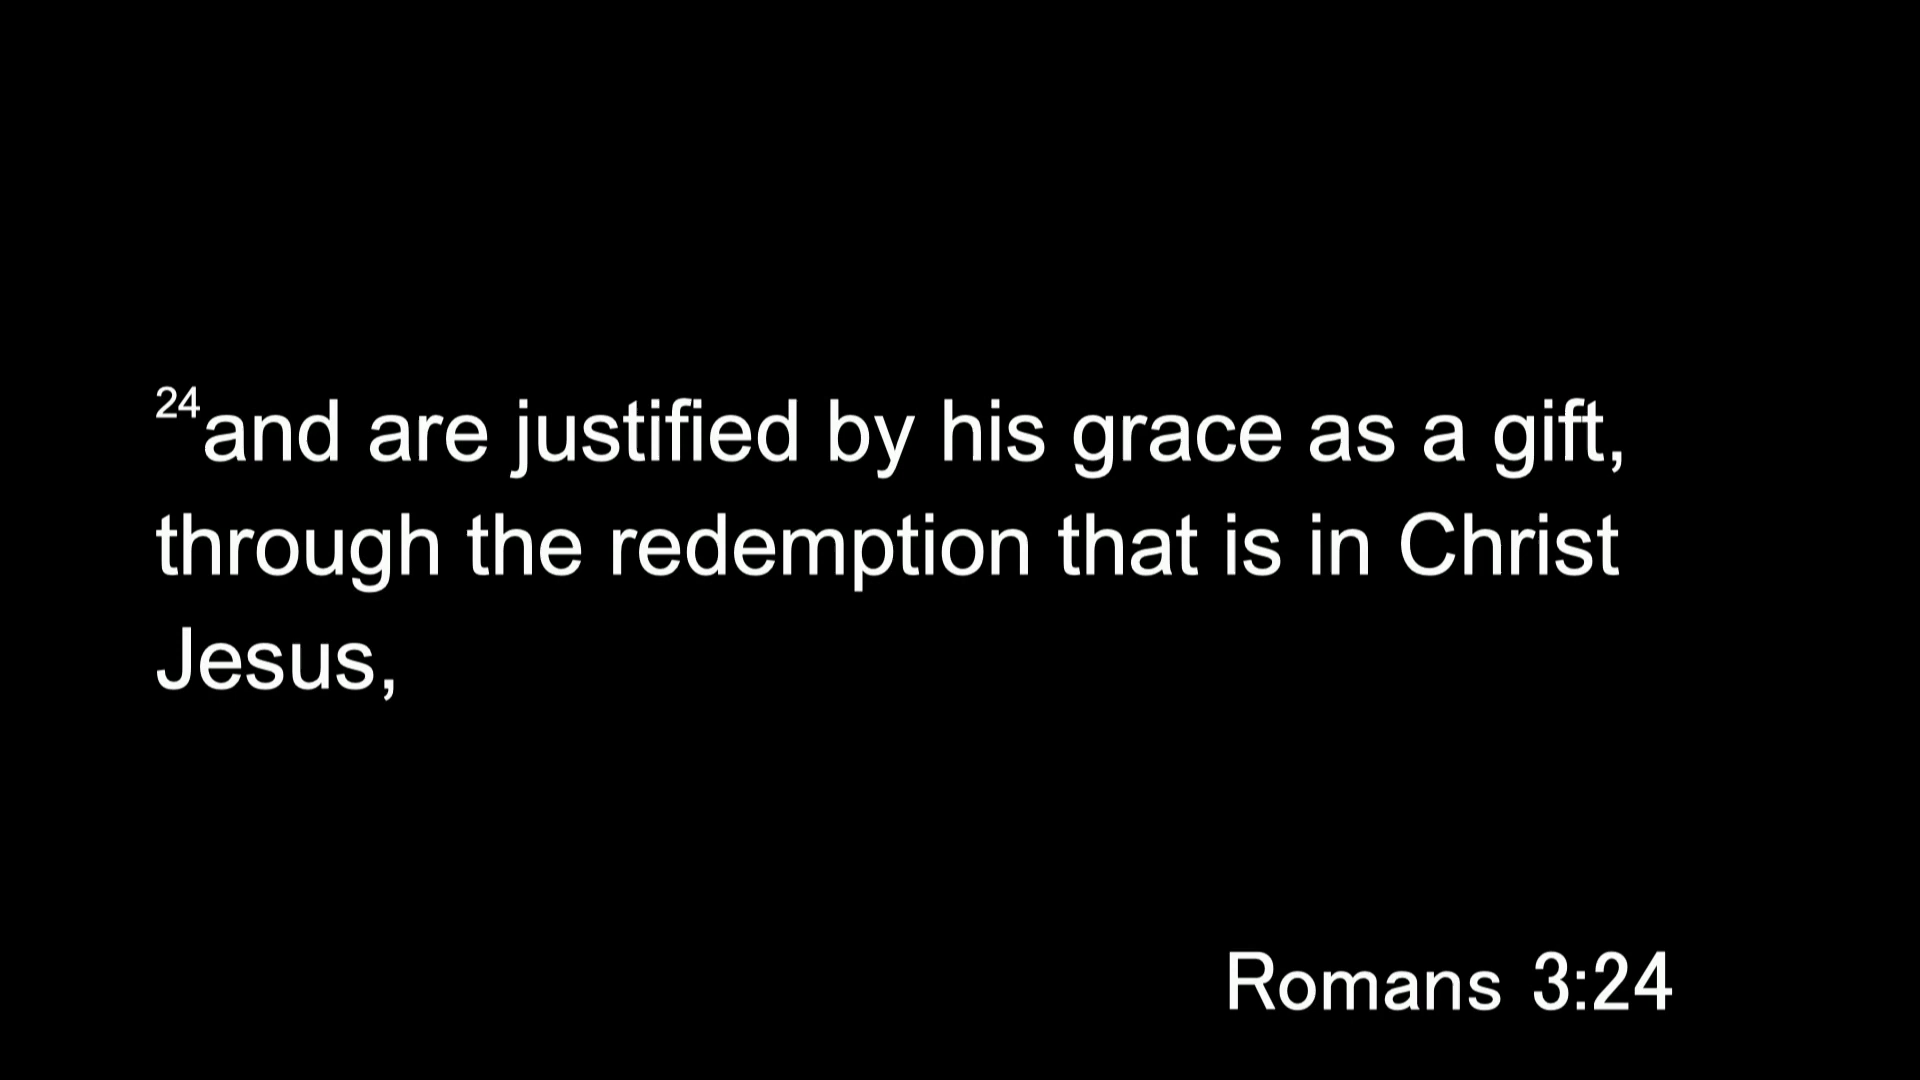 24and are justified by his grace as a gift,
through the redemption that is in Christ
Jesus,
Romans 3:24